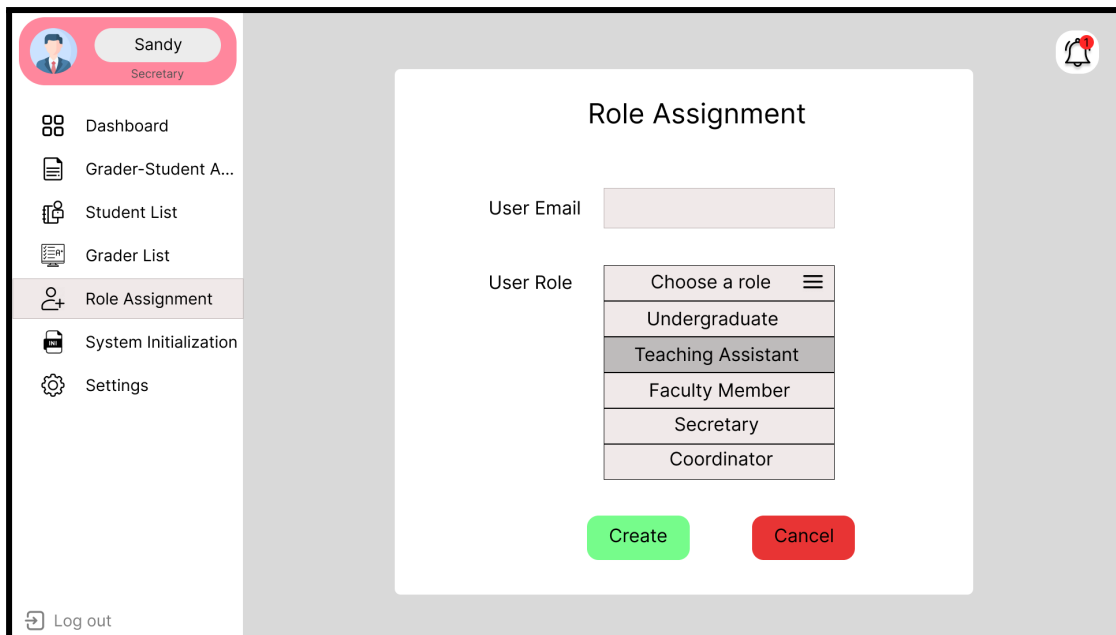 Sandy
Secretary
Dashboard
Grader-Student A...
Student List
Grader List
Role Assignment
System Initialization
Settings
Log out
1
Role Assignment
User Email
User Role
Choose a role
Undergraduate
Teaching Assistant
Faculty Member
Secretary
Coordinator
Create
Cancel
A+
INI